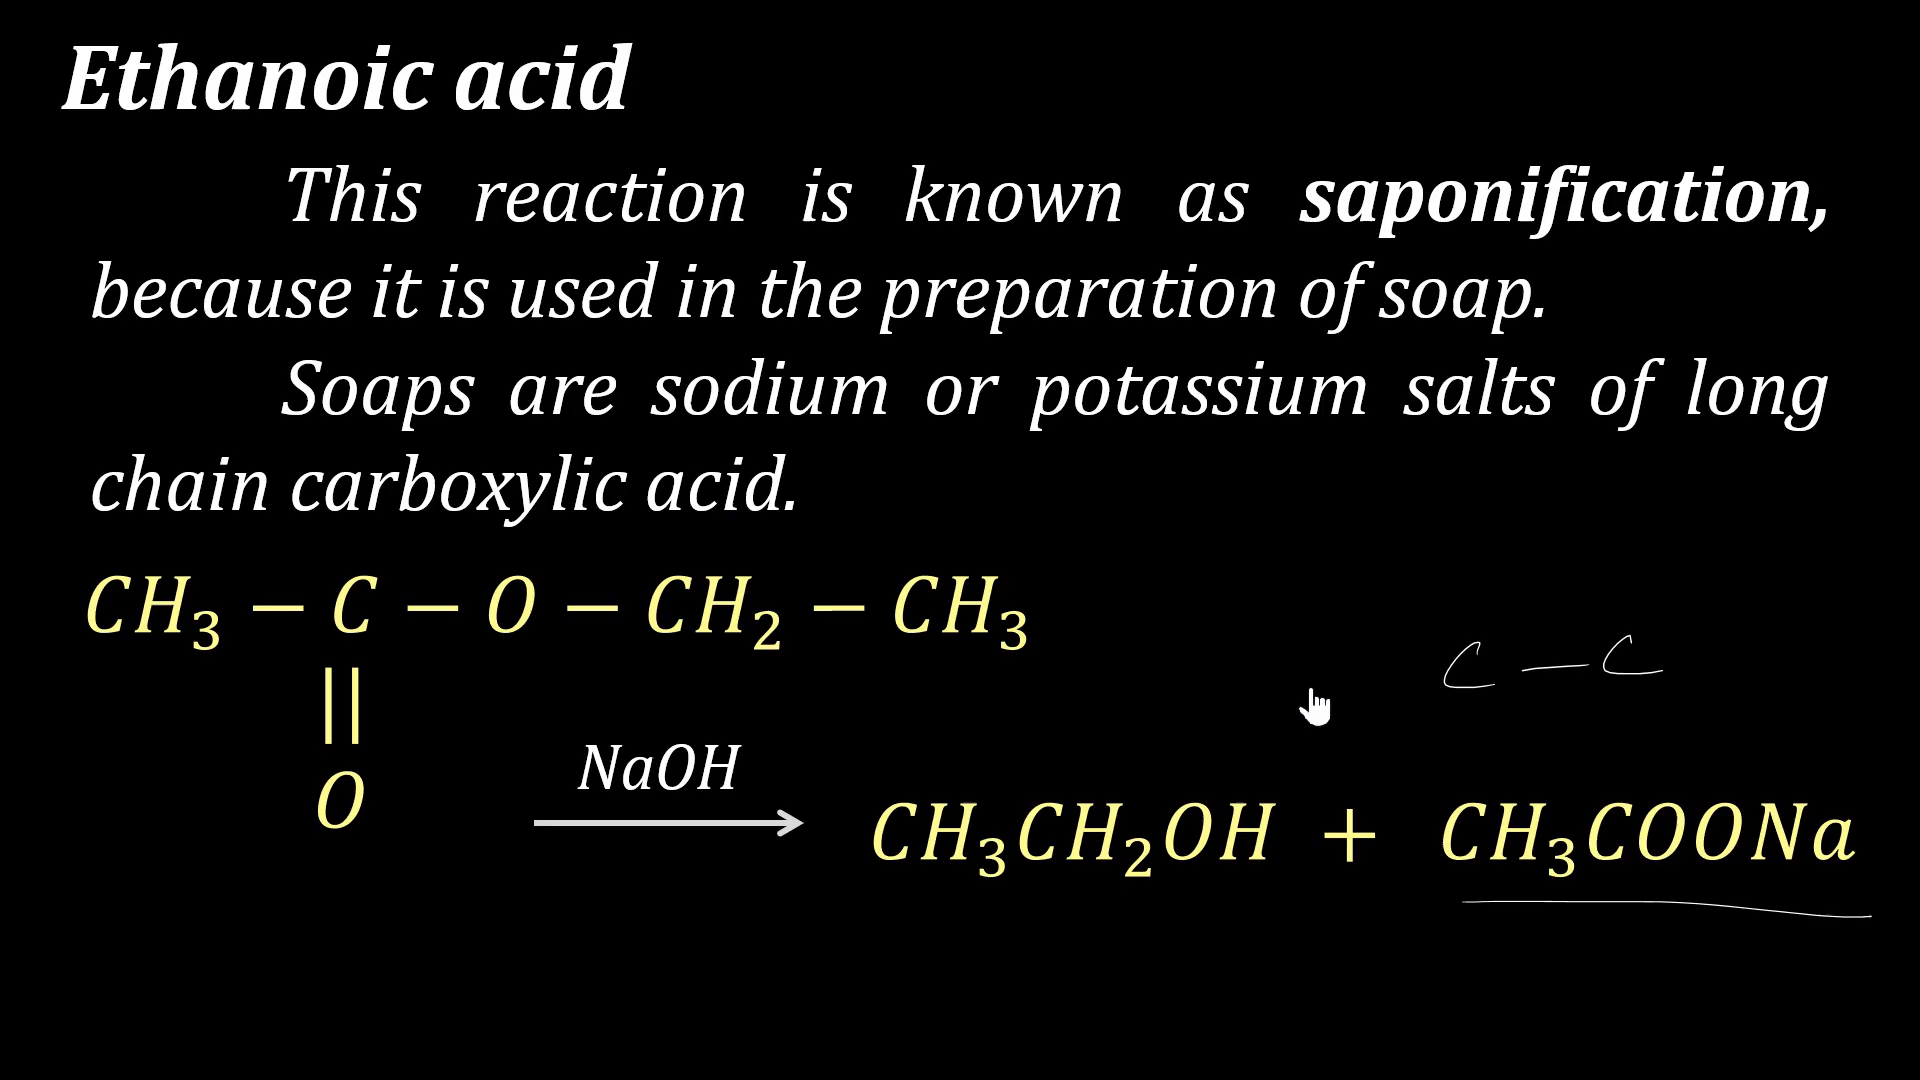 Ethanoic acid
This reaction is known as saponification,
because it is used in the preparation of soap.
Soaps are sodium or potassium salts of long
chain carboxylic acid.
CH₃ − C − O − CH₂ − CH₃
||
C — C
NaOH
O
CH₃CH₂OH + CH₃COONa